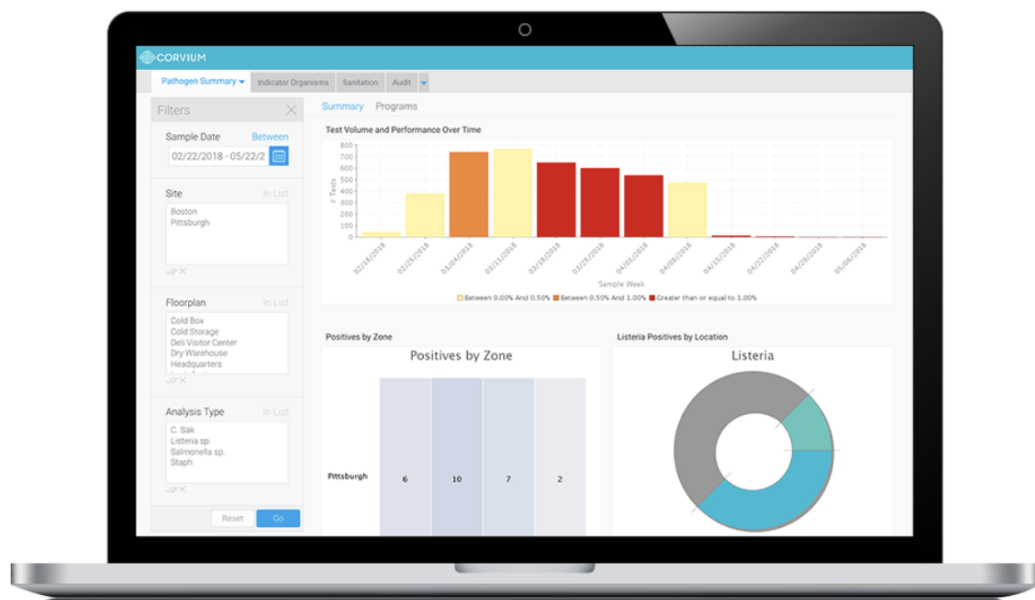 CORVIUM
Pathogen Summary
Indicator Organisms
Sanitation
Audit
Filters
Sample Date
Between
02/22/2018 - 05/22/2
Site
In List
Boston
Pittsburgh
Floorplan
In List
Cold Box
Cold Storage
Deli Visitor Center
Dry Warehouse
Headquarters
Analysis Type
In List
C. Sak
Listeria sp.
Salmonella sp.
Staph
Reset
Go
Summary
Programs
Test Volume and Performance Over Time
# Tests
800
700
600
500
400
300
200
100
0
02/18/2018
02/25/2018
03/04/2018
03/11/2018
03/18/2018
03/25/2018
04/01/2018
04/08/2018
04/15/2018
04/22/2018
04/29/2018
05/06/2018
Sample Week
Between 0.00% And 0.50%
Between 0.50% And 1.00%
Greater than or equal to 1.00%
Positives by Zone
Positives by Zone
Pittsburgh
6
10
7
2
Listeria Positives by Location
Listeria